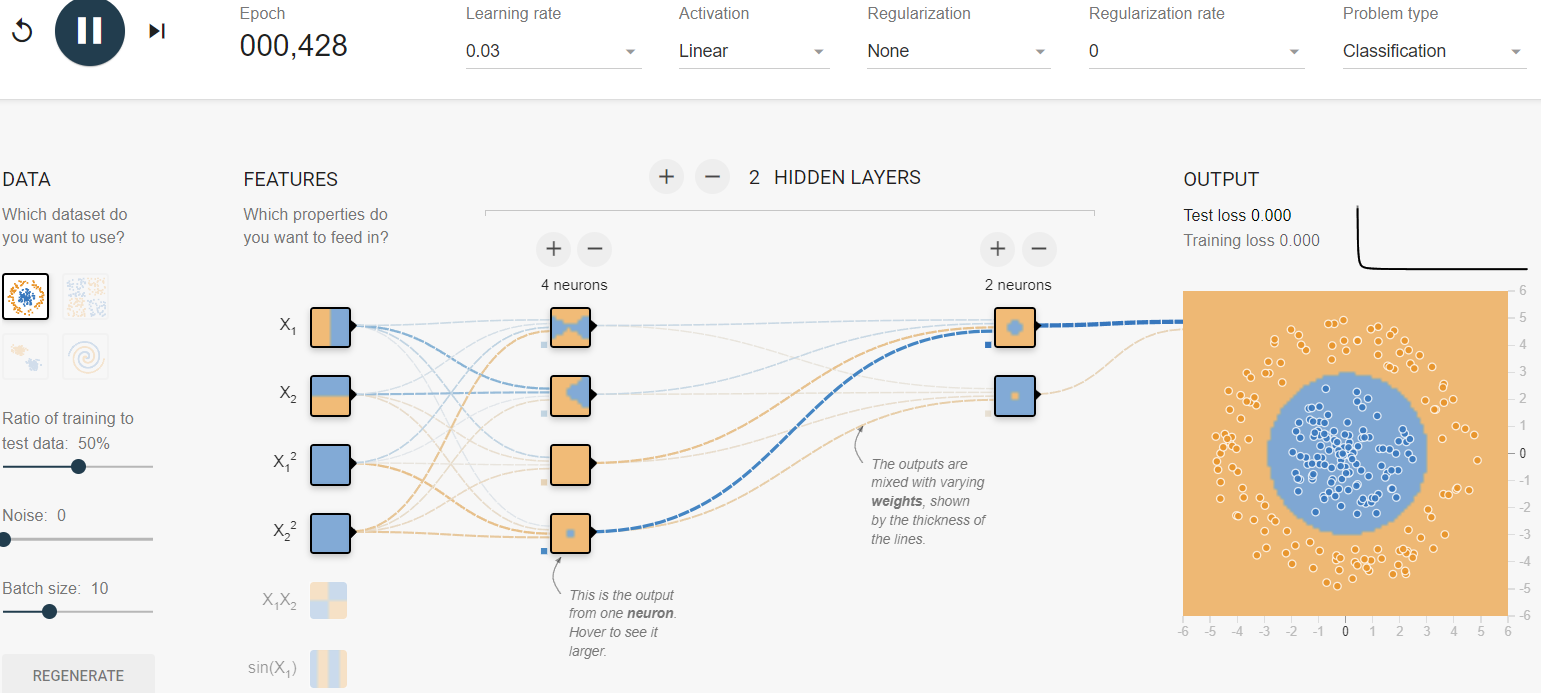 Epoch
000,428
Learning rate
0.03
Activation
Linear
Regularization
None
Regularization rate
0
Problem type
Classification
DATA
Which dataset do
you want to use?
Ratio of training to
test data: 50%
Noise: 0
Batch size: 10
REGENERATE
FEATURES
Which properties do
you want to feed in?
X₁
X₂
X₁²
X₂²
X₁X₂
sin(X₁)
+ − 2 HIDDEN LAYERS
+ −
4 neurons
+ −
2 neurons
This is the output
from one neuron.
Hover to see it
larger.
The outputs are
mixed with varying
weights, shown
by the thickness of
the lines.
OUTPUT
Test loss 0.000
Training loss 0.000
6
5
4
3
2
1
0
-1
-2
-3
-4
-5
-6
-6 -5 -4 -3 -2 -1 0 1 2 3 4 5 6